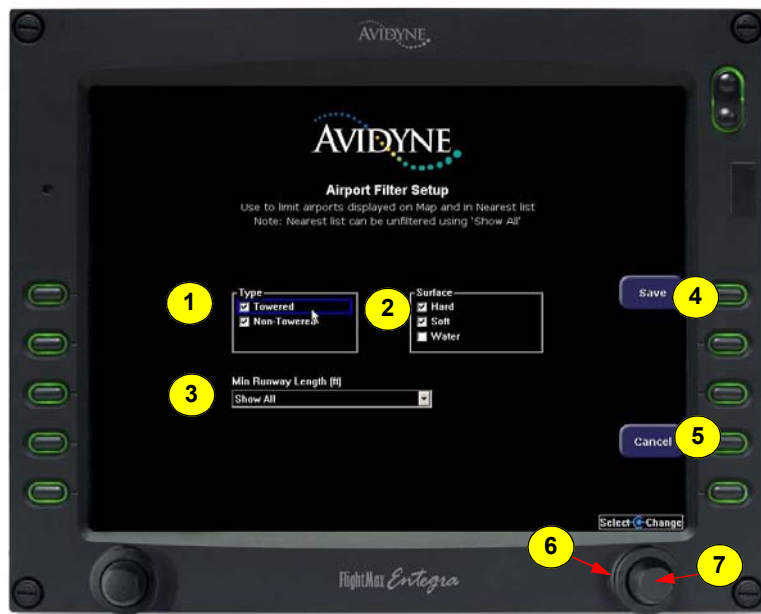 AVIDYNE
AVIDYNE
Airport Filter Setup
Use to limit airports displayed on Map and in Nearest list
Note: Nearest list can be unfiltered using 'Show All'
1
Type
Towered
Non-Towered
2
Surface
Hard
Soft
Water
Save
4
3
Min Runway Length (ft)
Show All
Cancel
5
Select Change
6
7
FlightMax Entegra